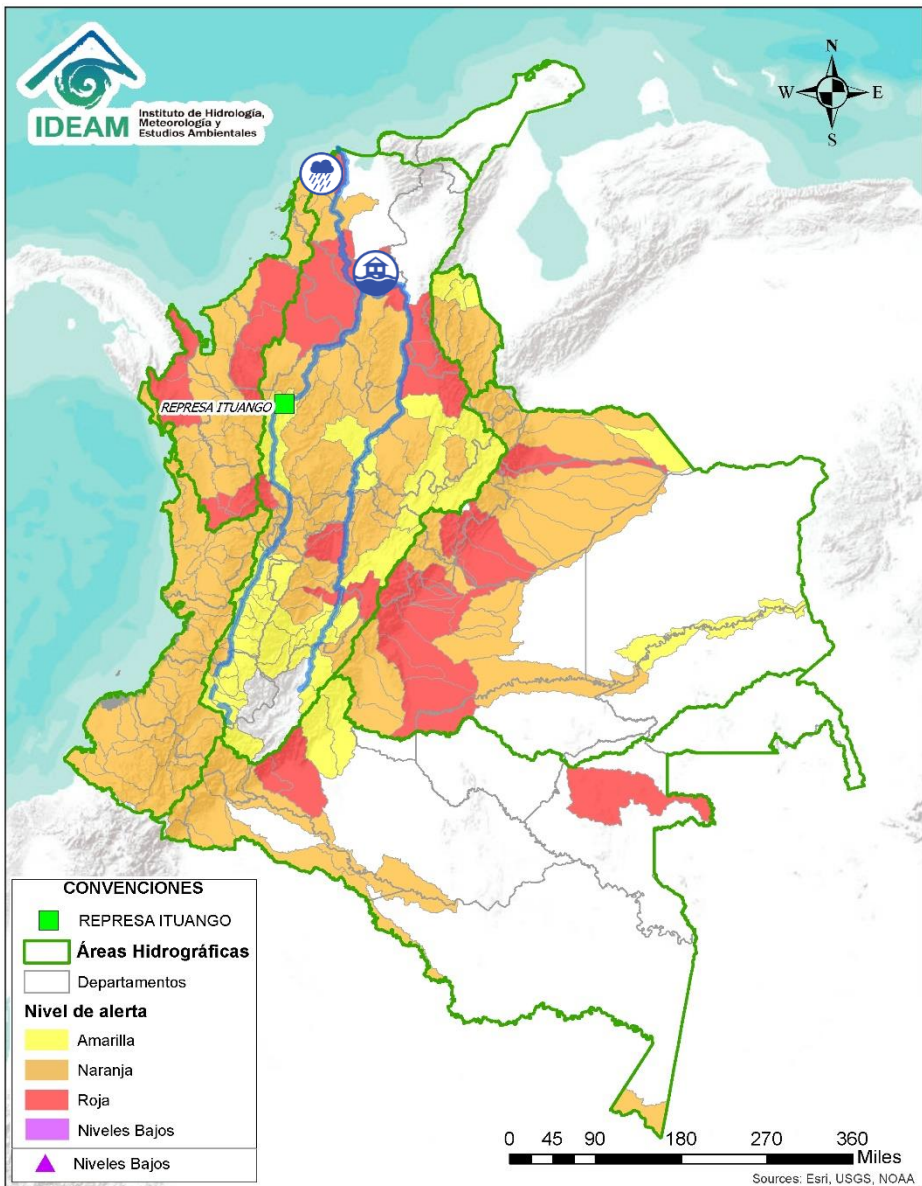 IDEAM
Instituto de Hidrología,
Meteorología y
Estudios Ambientales
N
W
E
S
REPRESA ITUANGO
CONVENCIONES
REPRESA ITUANGO
Áreas Hidrográficas
Departamentos
Nivel de alerta
Amarilla
Naranja
Roja
Niveles Bajos
Niveles Bajos
0 45 90 180 270 360
Miles
Sources: Esri, USGS, NOAA